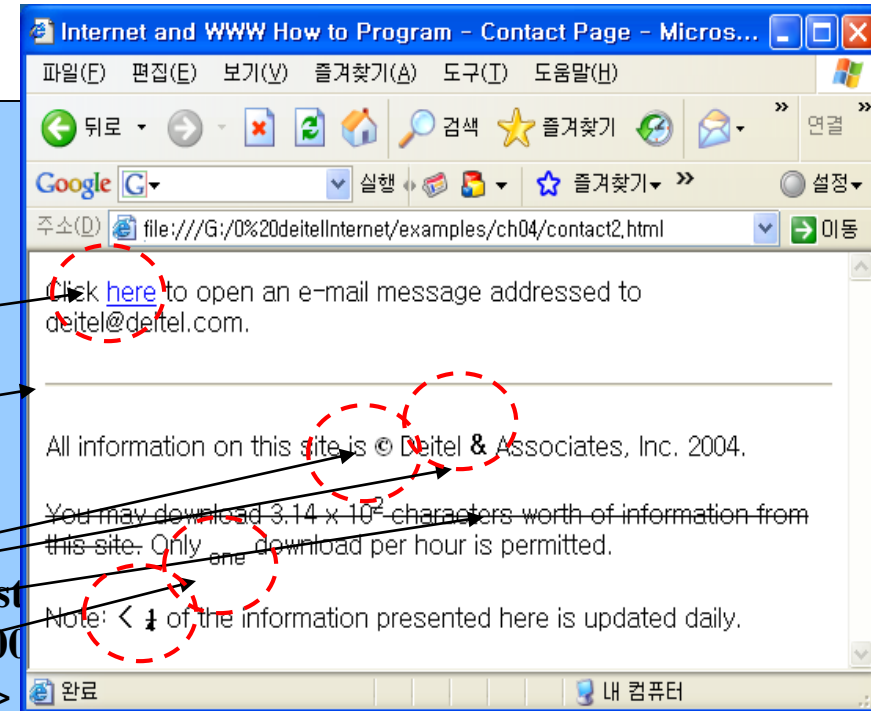 Internet and WWW How to Program - Contact Page - Micros...
파일(F) 편집(E) 보기(V) 즐겨찾기(A) 도구(T) 도움말(H)
뒤로 검색 즐겨찾기 » 연결 »
Google G 실행 즐겨찾기 » 설정
주소(D) file:///G:/0%20deitelInternet/examples/ch04/contact2.html 이동
Click here to open an e-mail message addressed to
deitel@deitel.com.
All information on this site is © Deitel & Associates, Inc. 2004.
You may download 3.14 x 10² characters worth of information from
this site. Only one download per hour is permitted.
st
Note: < of the information presented here is updated daily.
>
완료 내 컴퓨터